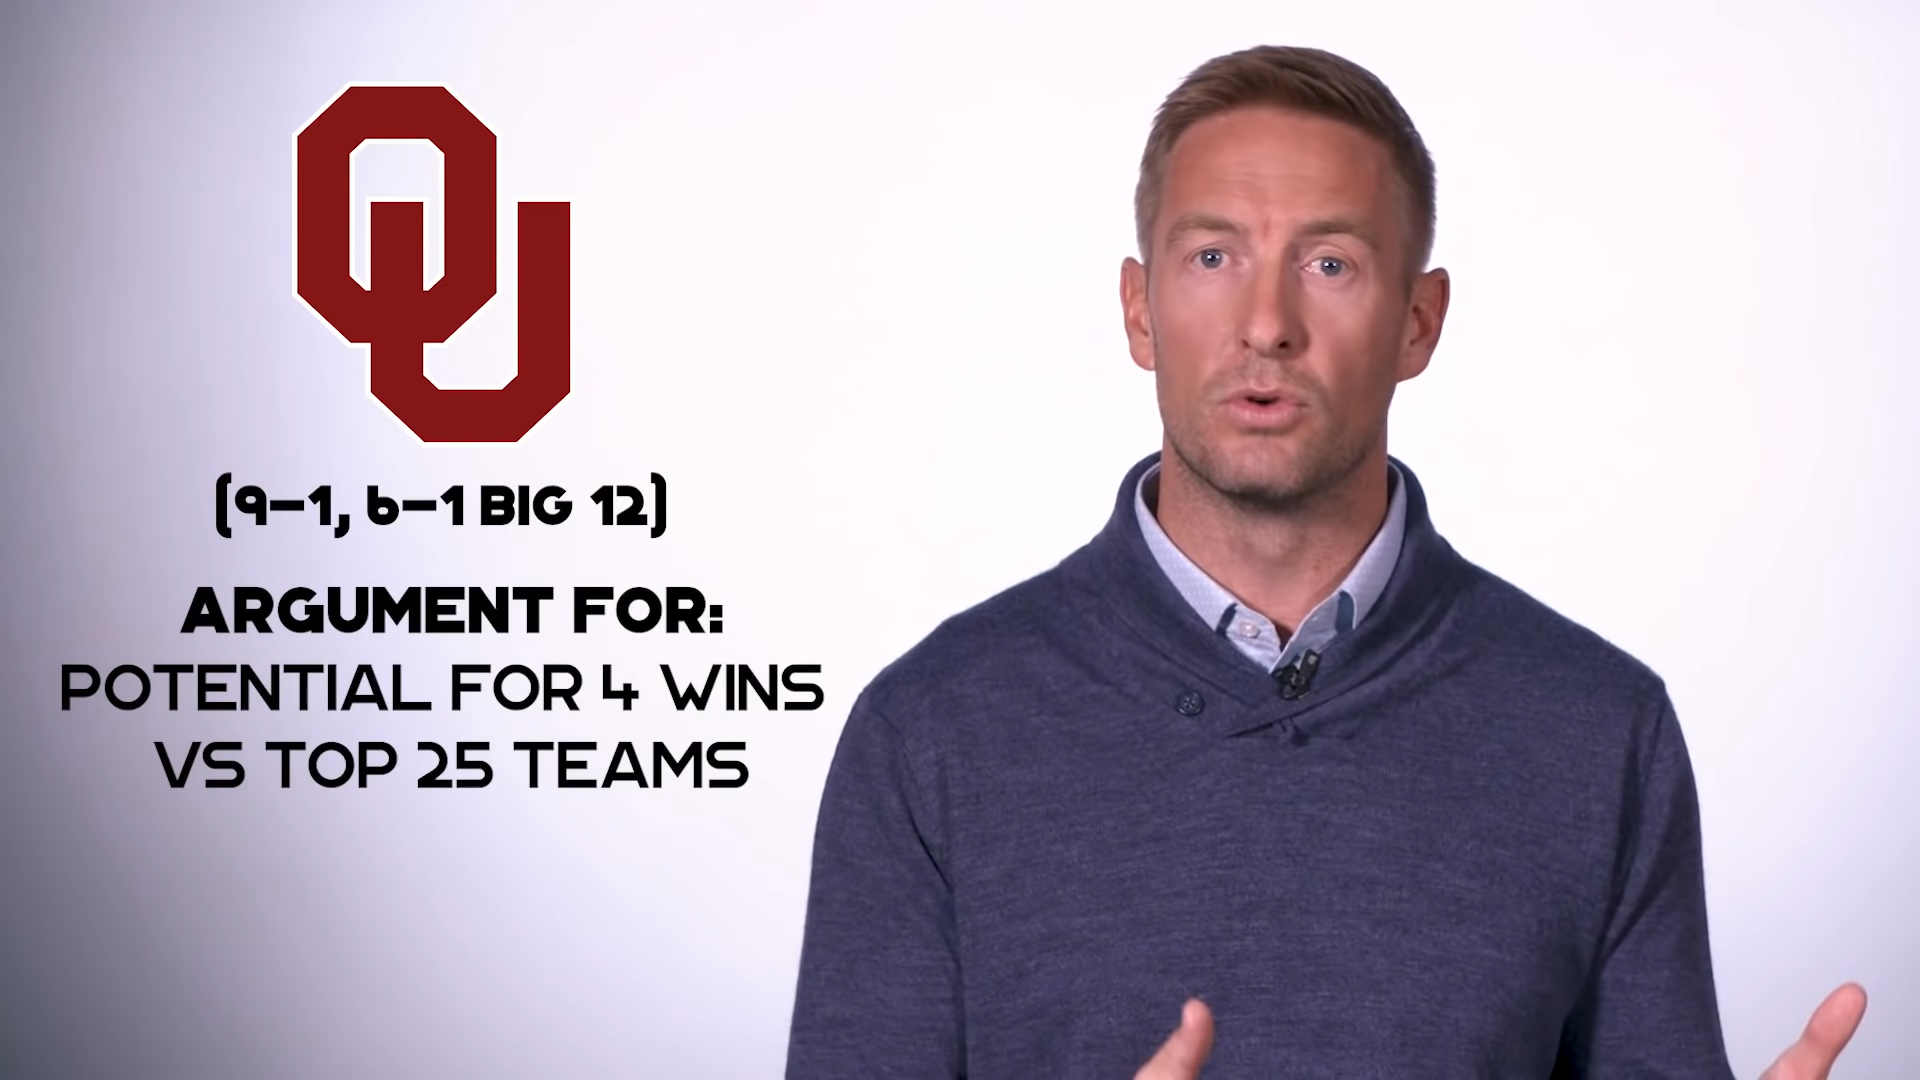 OU
(9-1, 6-1 BIG 12)
ARGUMENT FOR:
POTENTIAL FOR 4 WINS
VS TOP 25 TEAMS